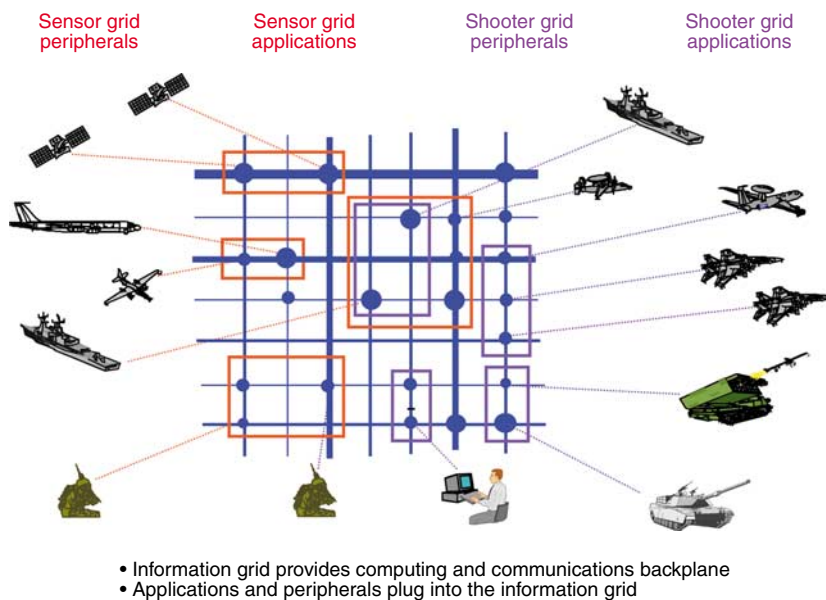 Sensor grid
peripherals
Sensor grid
applications
Shooter grid
peripherals
Shooter grid
applications
• Information grid provides computing and communications backplane
• Applications and peripherals plug into the information grid